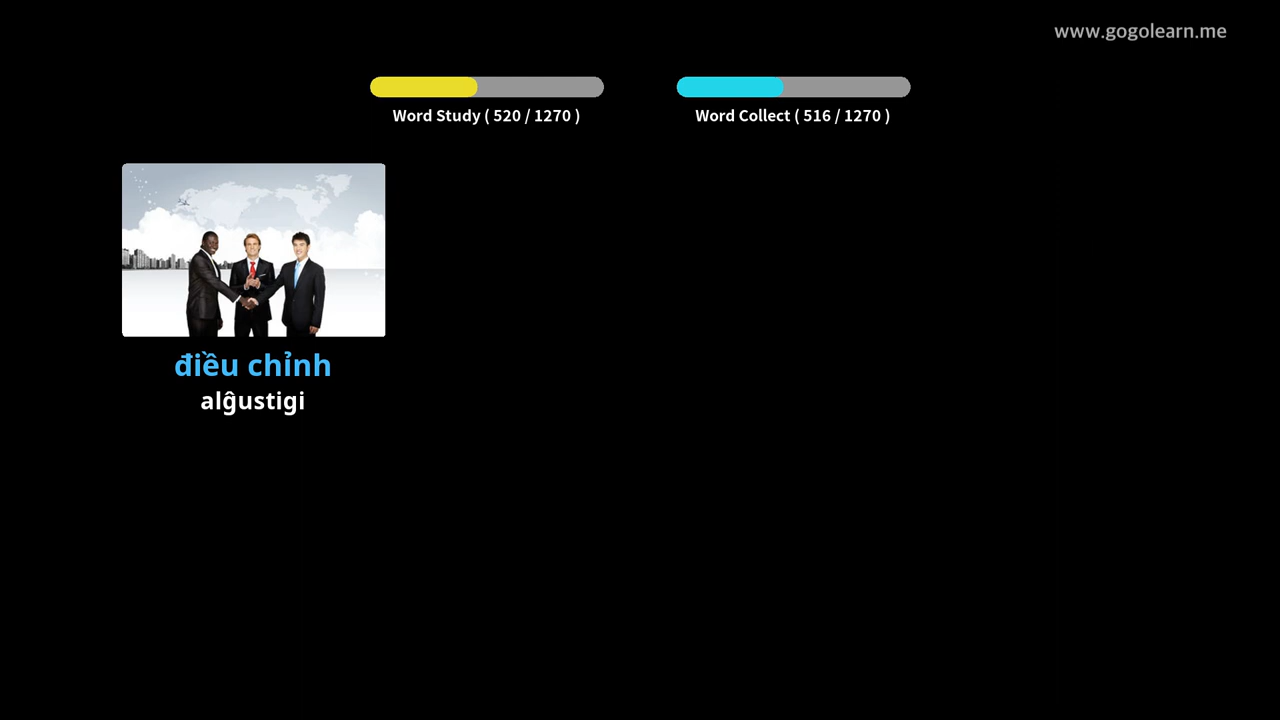 www.gogolearn.me
Word Study ( 520 / 1270 )
Word Collect ( 516 / 1270 )
điều chỉnh
alĝustigi